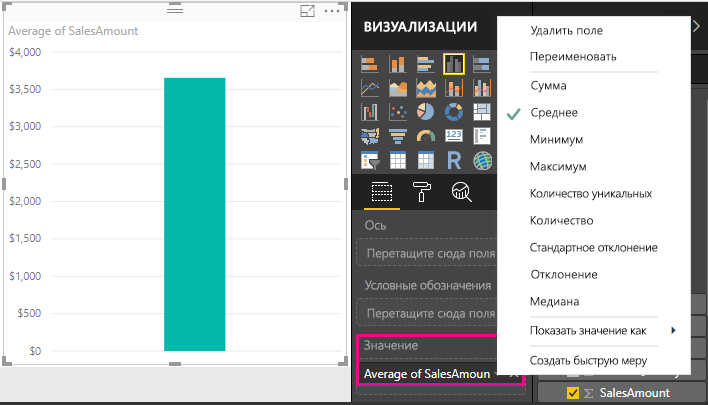 Average of SalesAmount
$4,000
$3,500
$3,000
$2,500
$2,000
$1,500
$1,000
$500
$0
ВИЗУАЛИЗАЦИИ
123
R
Ось
Перетащите сюда поля
Условные обозначения
Перетащите сюда поля
Значение
Average of SalesAmoun
Удалить поле
Переименовать
Сумма
Среднее
Минимум
Максимум
Количество уникальных
Количество
Стандартное отклонение
Отклонение
Медиана
Показать значение как
Создать быструю меру
SalesAmount